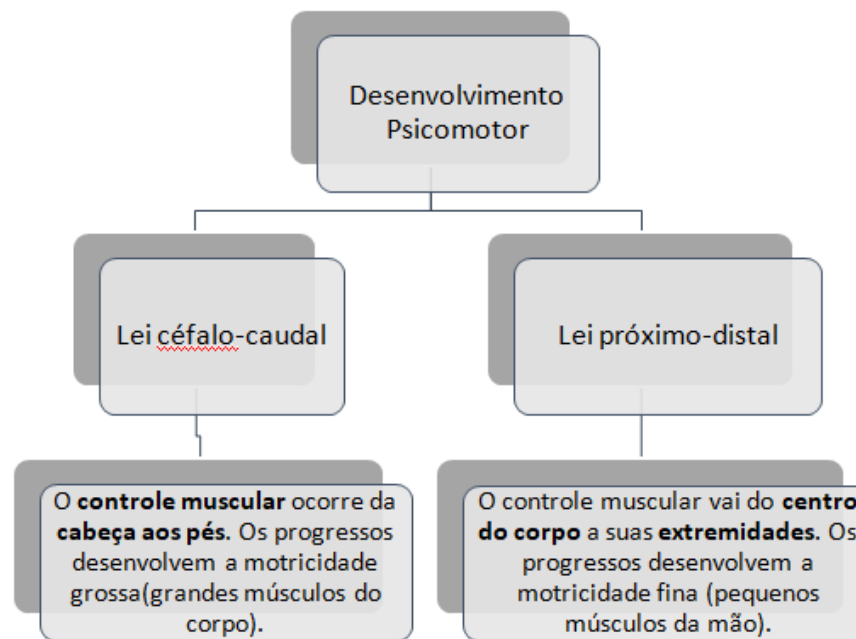 Desenvolvimento
Psicomotor
Lei céfalo-caudal
Lei próximo-distal
O controle muscular ocorre da
cabeça aos pés. Os progressos
desenvolvem a motricidade
grossa(grandes músculos do
corpo).
O controle muscular vai do centro
do corpo a suas extremidades. Os
progressos desenvolvem a
motricidade fina (pequenos
músculos da mão).